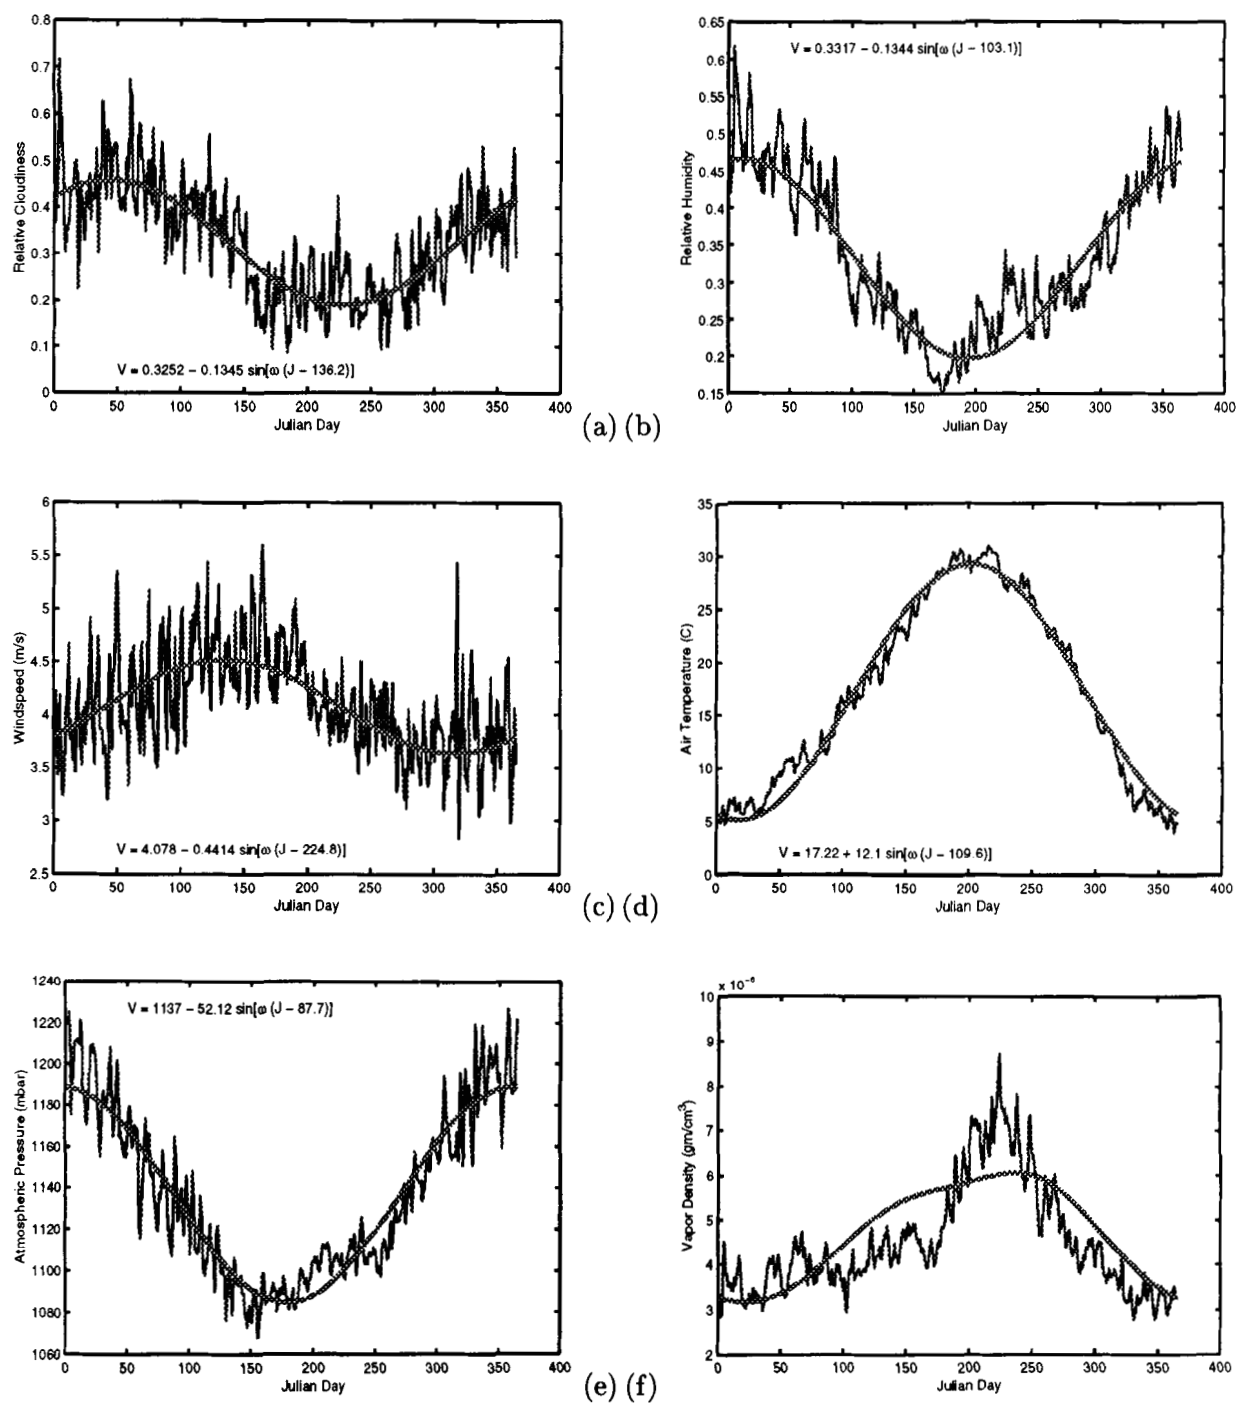 0.8
0.7
0.6
0.5
0.4
0.3
0.2
0.1
0
Relative Cloudiness
V = 0.3252 − 0.1345 sin[ω (J − 136.2)]
0 50 100 150 200 250 300 350 400
Julian Day
0.65
0.6
0.55
0.5
0.45
0.4
0.35
0.3
0.25
0.2
0.15
Relative Humidity
V = 0.3317 − 0.1344 sin[ω (J − 103.1)]
0 50 100 150 200 250 300 350 400
Julian Day
(a) (b)
6
5.5
5
4.5
4
3.5
3
2.5
Windspeed (m/s)
V = 4.078 − 0.4414 sin[ω (J − 224.8)]
0 50 100 150 200 250 300 350 400
Julian Day
35
30
25
20
15
10
5
0
Air Temperature (C)
V = 17.22 + 12.1 sin[ω (J − 109.6)]
0 50 100 150 200 250 300 350 400
Julian Day
(c) (d)
1240
1220
1200
1180
1160
1140
1120
1100
1080
1060
Atmospheric Pressure (mbar)
V = 1137 − 52.12 sin[ω (J − 87.7)]
0 50 100 150 200 250 300 350 400
Julian Day
x 10⁻⁶
10
9
8
7
6
5
4
3
2
Vapor Density (gm/cm³)
0 50 100 150 200 250 300 350 400
Julian Day
(e) (f)